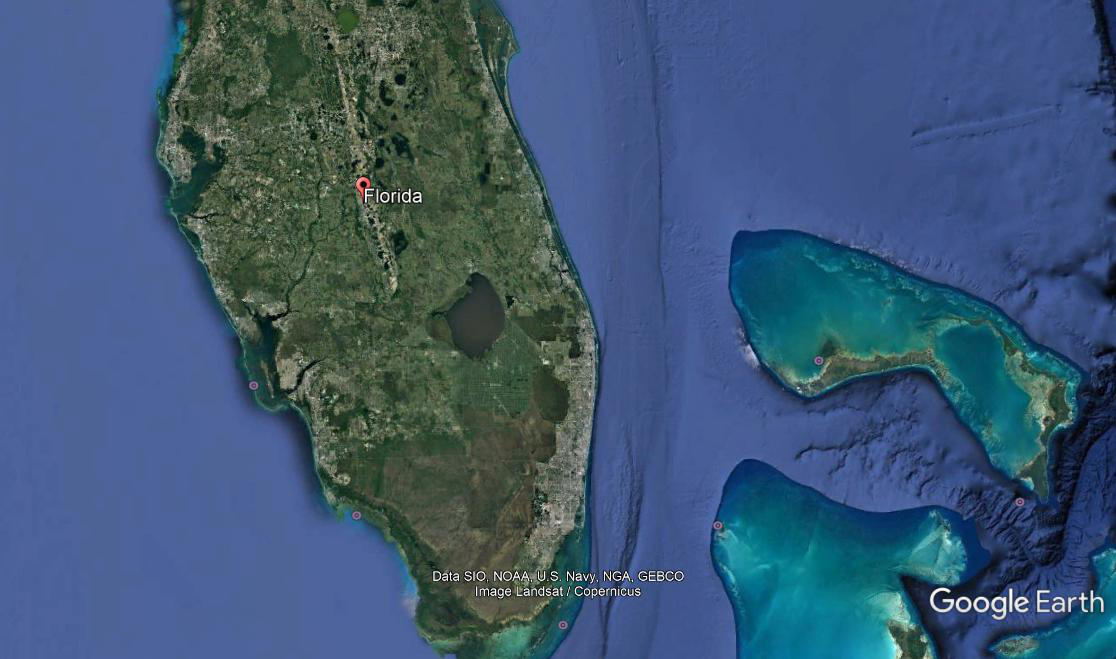 Florida
Data SIO, NOAA, U.S. Navy, NGA, GEBCO
Image Landsat / Copernicus
Google Earth